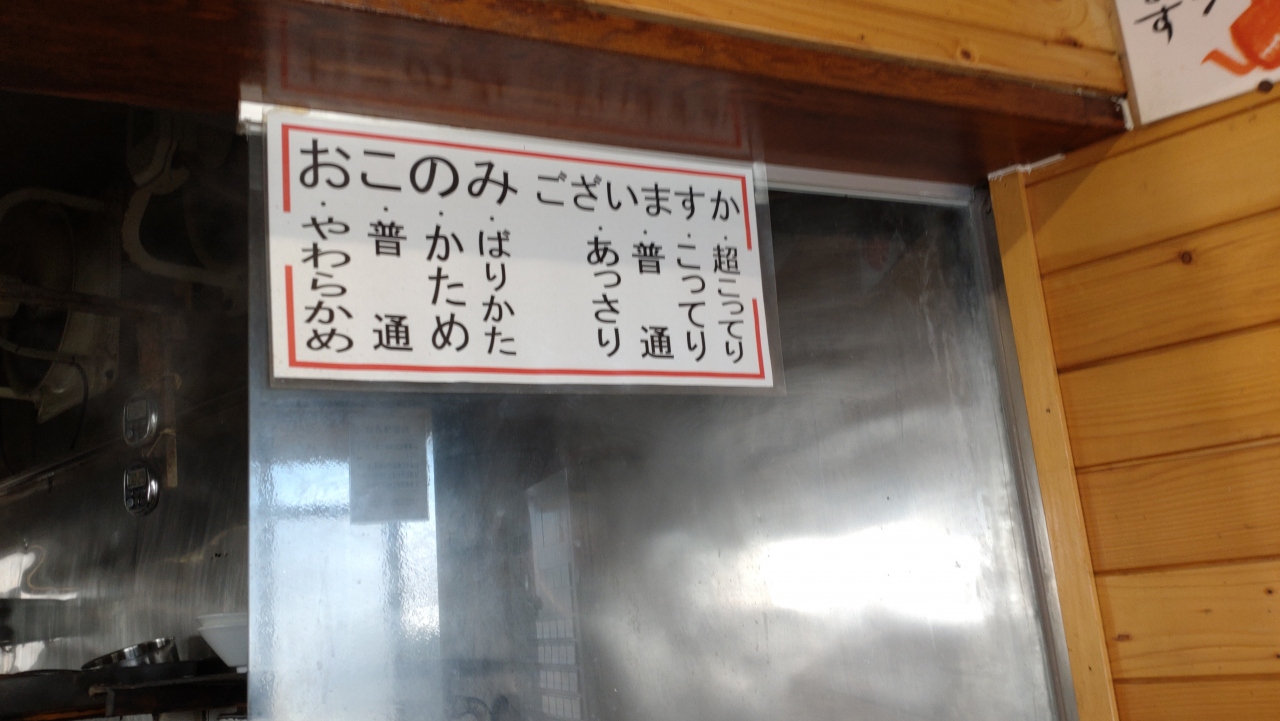 おこのみ ございますか
・やわらかめ
・普通
・かため
・ばりかた
・あっさり
・普通
・こってり
・超こってり
す